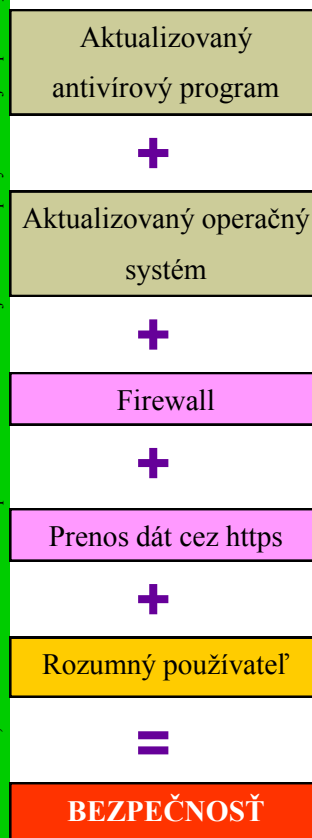 Aktualizovaný
antivírový program
+
Aktualizovaný operačný
systém
+
Firewall
+
Prenos dát cez https
+
Rozumný používateľ
=
BEZPEČNOSŤ